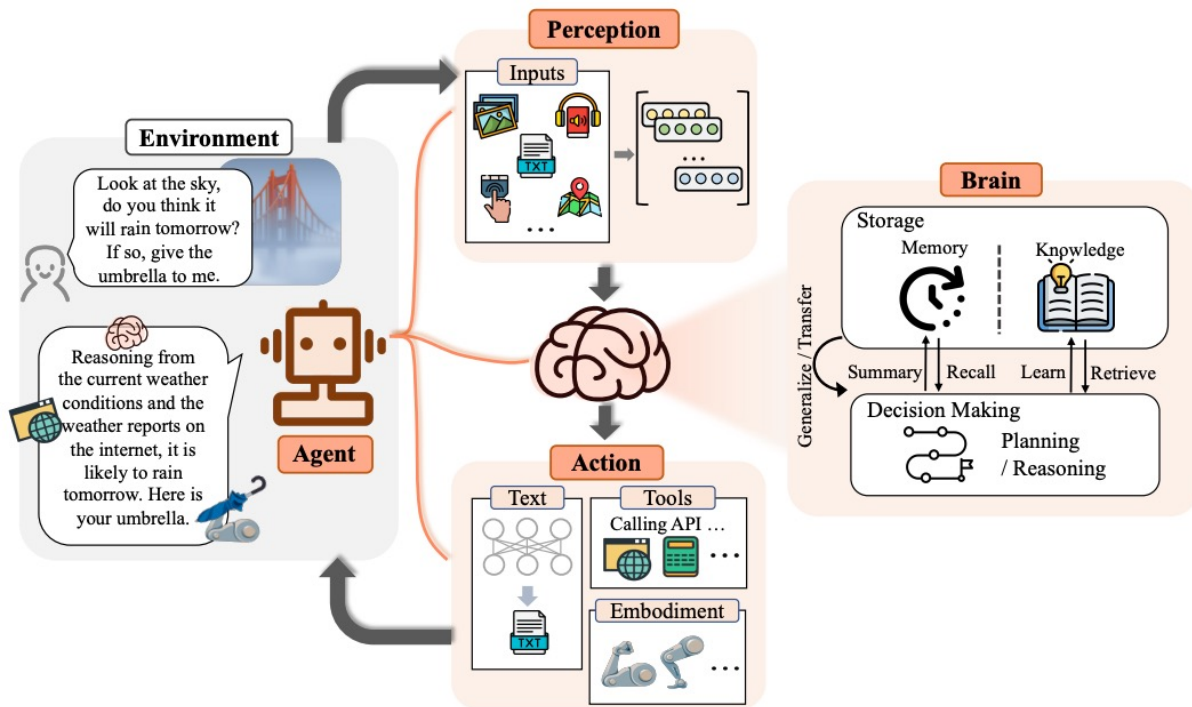 Perception
Inputs
TXT
...
...
Environment
Look at the sky,
do you think it
will rain tomorrow?
If so, give the
umbrella to me.
Reasoning from
the current weather
conditions and the
weather reports on
the internet, it is
likely to rain
tomorrow. Here is
your umbrella.
Agent
Brain
Storage
Memory
Knowledge
Generalize / Transfer
Summary
Recall
Learn
Retrieve
Decision Making
Planning
/ Reasoning
Action
Text
TXT
Tools
Calling API ...
...
Embodiment
...